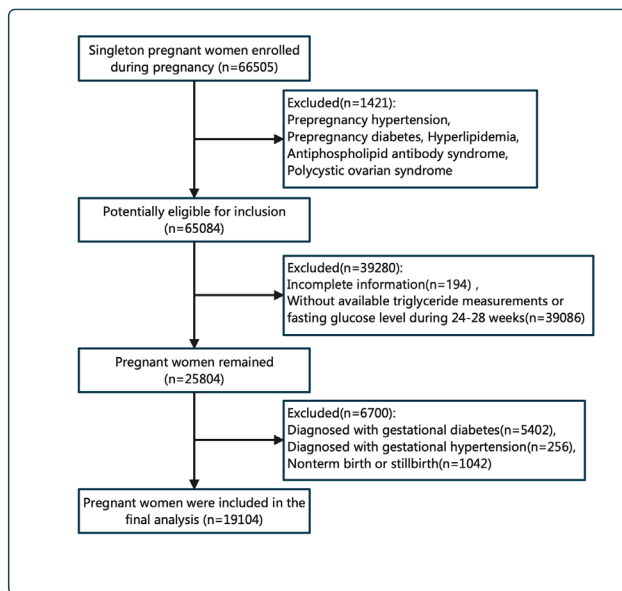 Singleton pregnant women enrolled
during pregnancy (n=66505)
Excluded(n=1421):
Prepregnancy hypertension,
Prepregnancy diabetes, Hyperlipidemia,
Antiphospholipid antibody syndrome,
Polycystic ovarian syndrome
Potentially eligible for inclusion
(n=65084)
Excluded(n=39280):
Incomplete information(n=194) ,
Without available triglyceride measurements or
fasting glucose level during 24-28 weeks(n=39086)
Pregnant women remained
(n=25804)
Excluded(n=6700):
Diagnosed with gestational diabetes(n=5402),
Diagnosed with gestational hypertension(n=256),
Nonterm birth or stillbirth(n=1042)
Pregnant women were included in the
final analysis (n=19104)